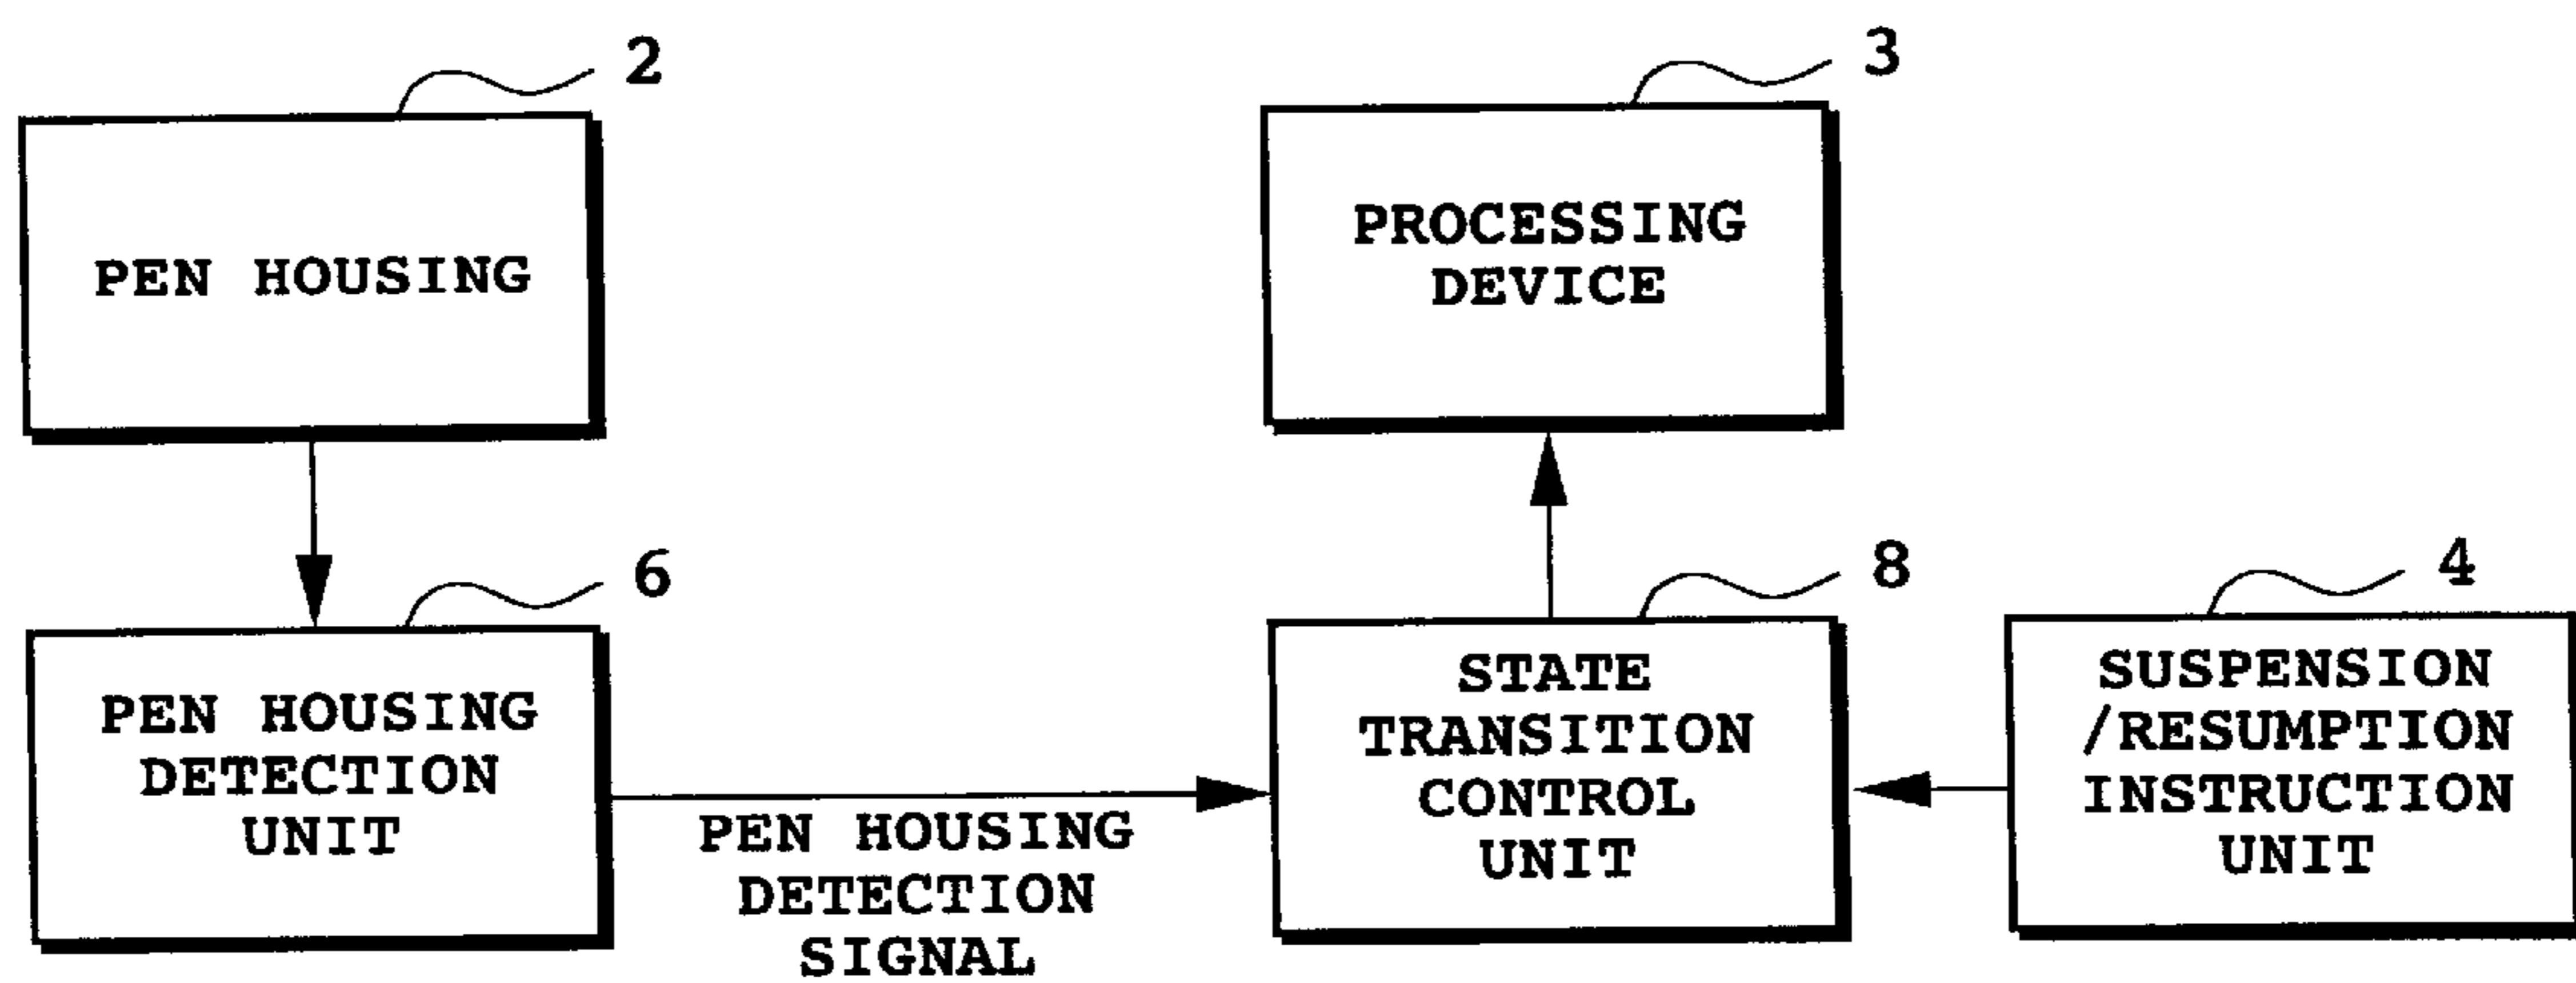 2
PEN HOUSING
3
PROCESSING
DEVICE
6
PEN HOUSING
DETECTION
UNIT
PEN HOUSING
DETECTION
SIGNAL
8
STATE
TRANSITION
CONTROL
UNIT
4
SUSPENSION
/RESUMPTION
INSTRUCTION
UNIT